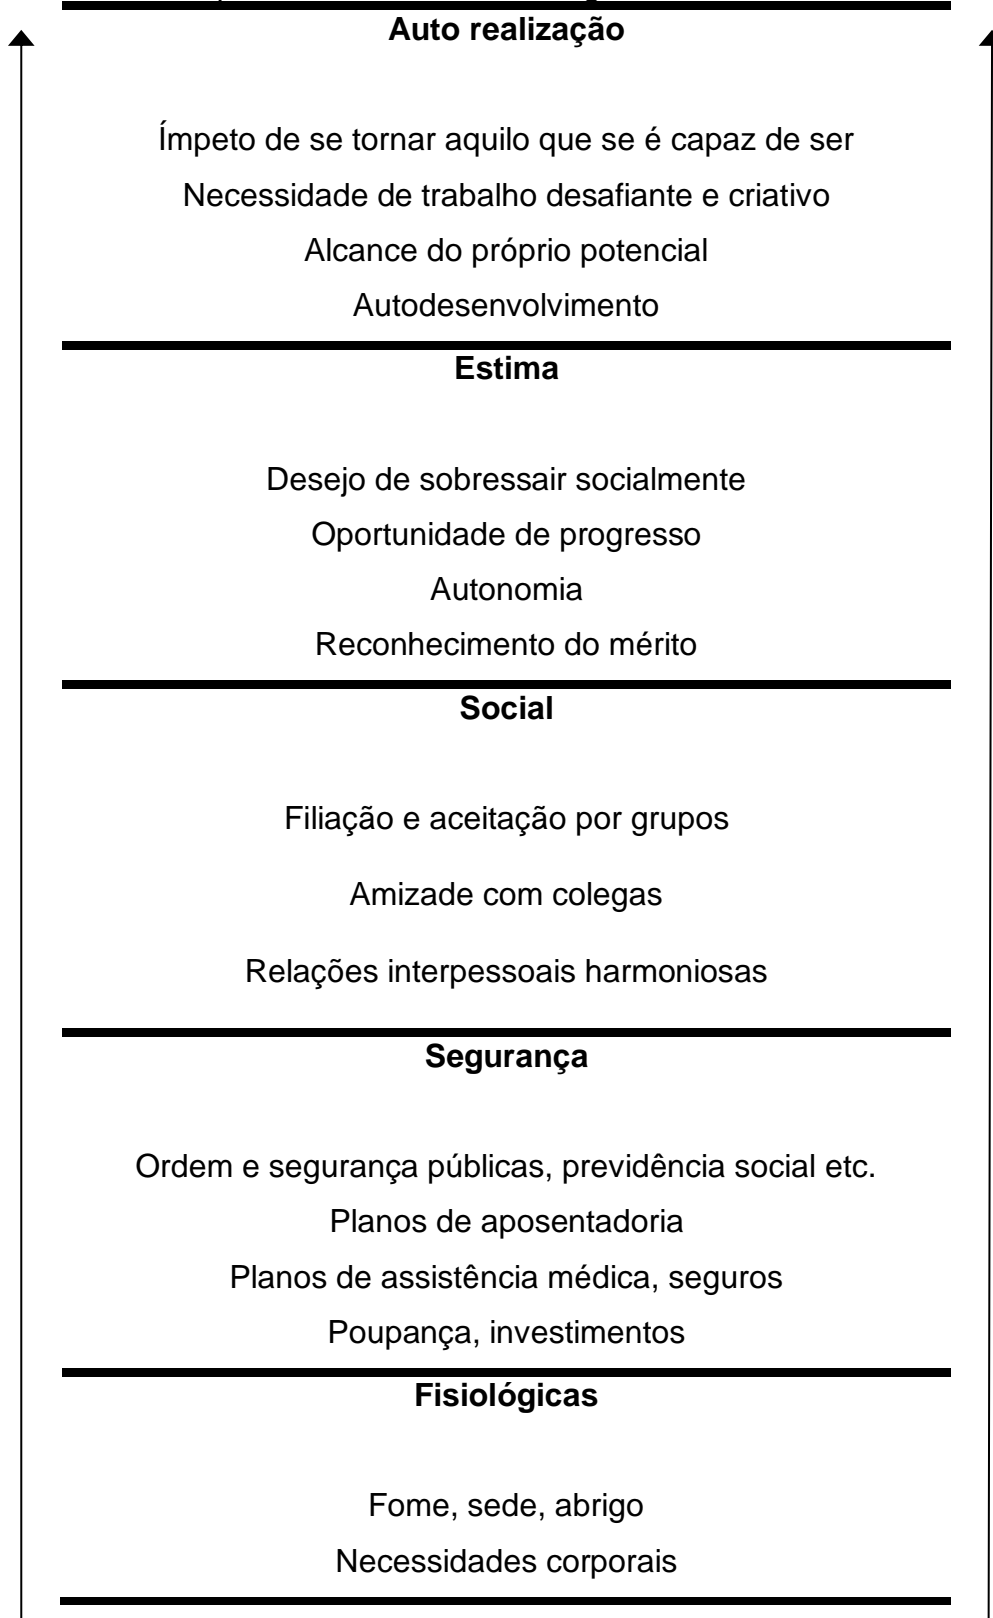 Auto realização
Ímpeto de se tornar aquilo que se é capaz de ser
Necessidade de trabalho desafiante e criativo
Alcance do próprio potencial
Autodesenvolvimento
Estima
Desejo de sobressair socialmente
Oportunidade de progresso
Autonomia
Reconhecimento do mérito
Social
Filiação e aceitação por grupos
Amizade com colegas
Relações interpessoais harmoniosas
Segurança
Ordem e segurança públicas, previdência social etc.
Planos de aposentadoria
Planos de assistência médica, seguros
Poupança, investimentos
Fisiológicas
Fome, sede, abrigo
Necessidades corporais